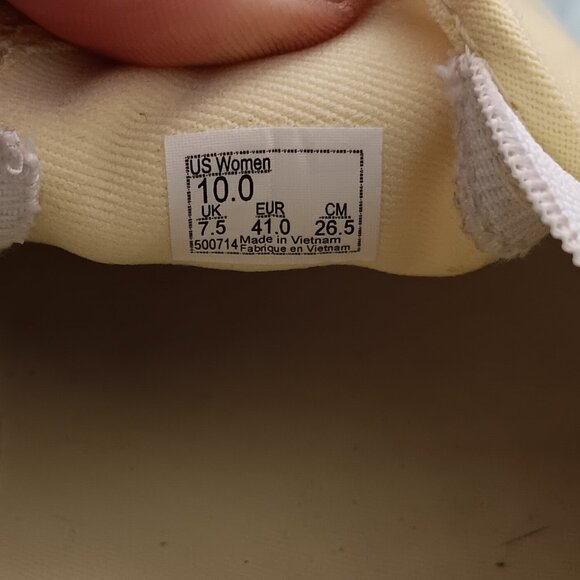 US Women
10.0
UK EUR CM
7.5 41.0 26.5
500714 Made in Vietnam
Fabrique en Vietnam